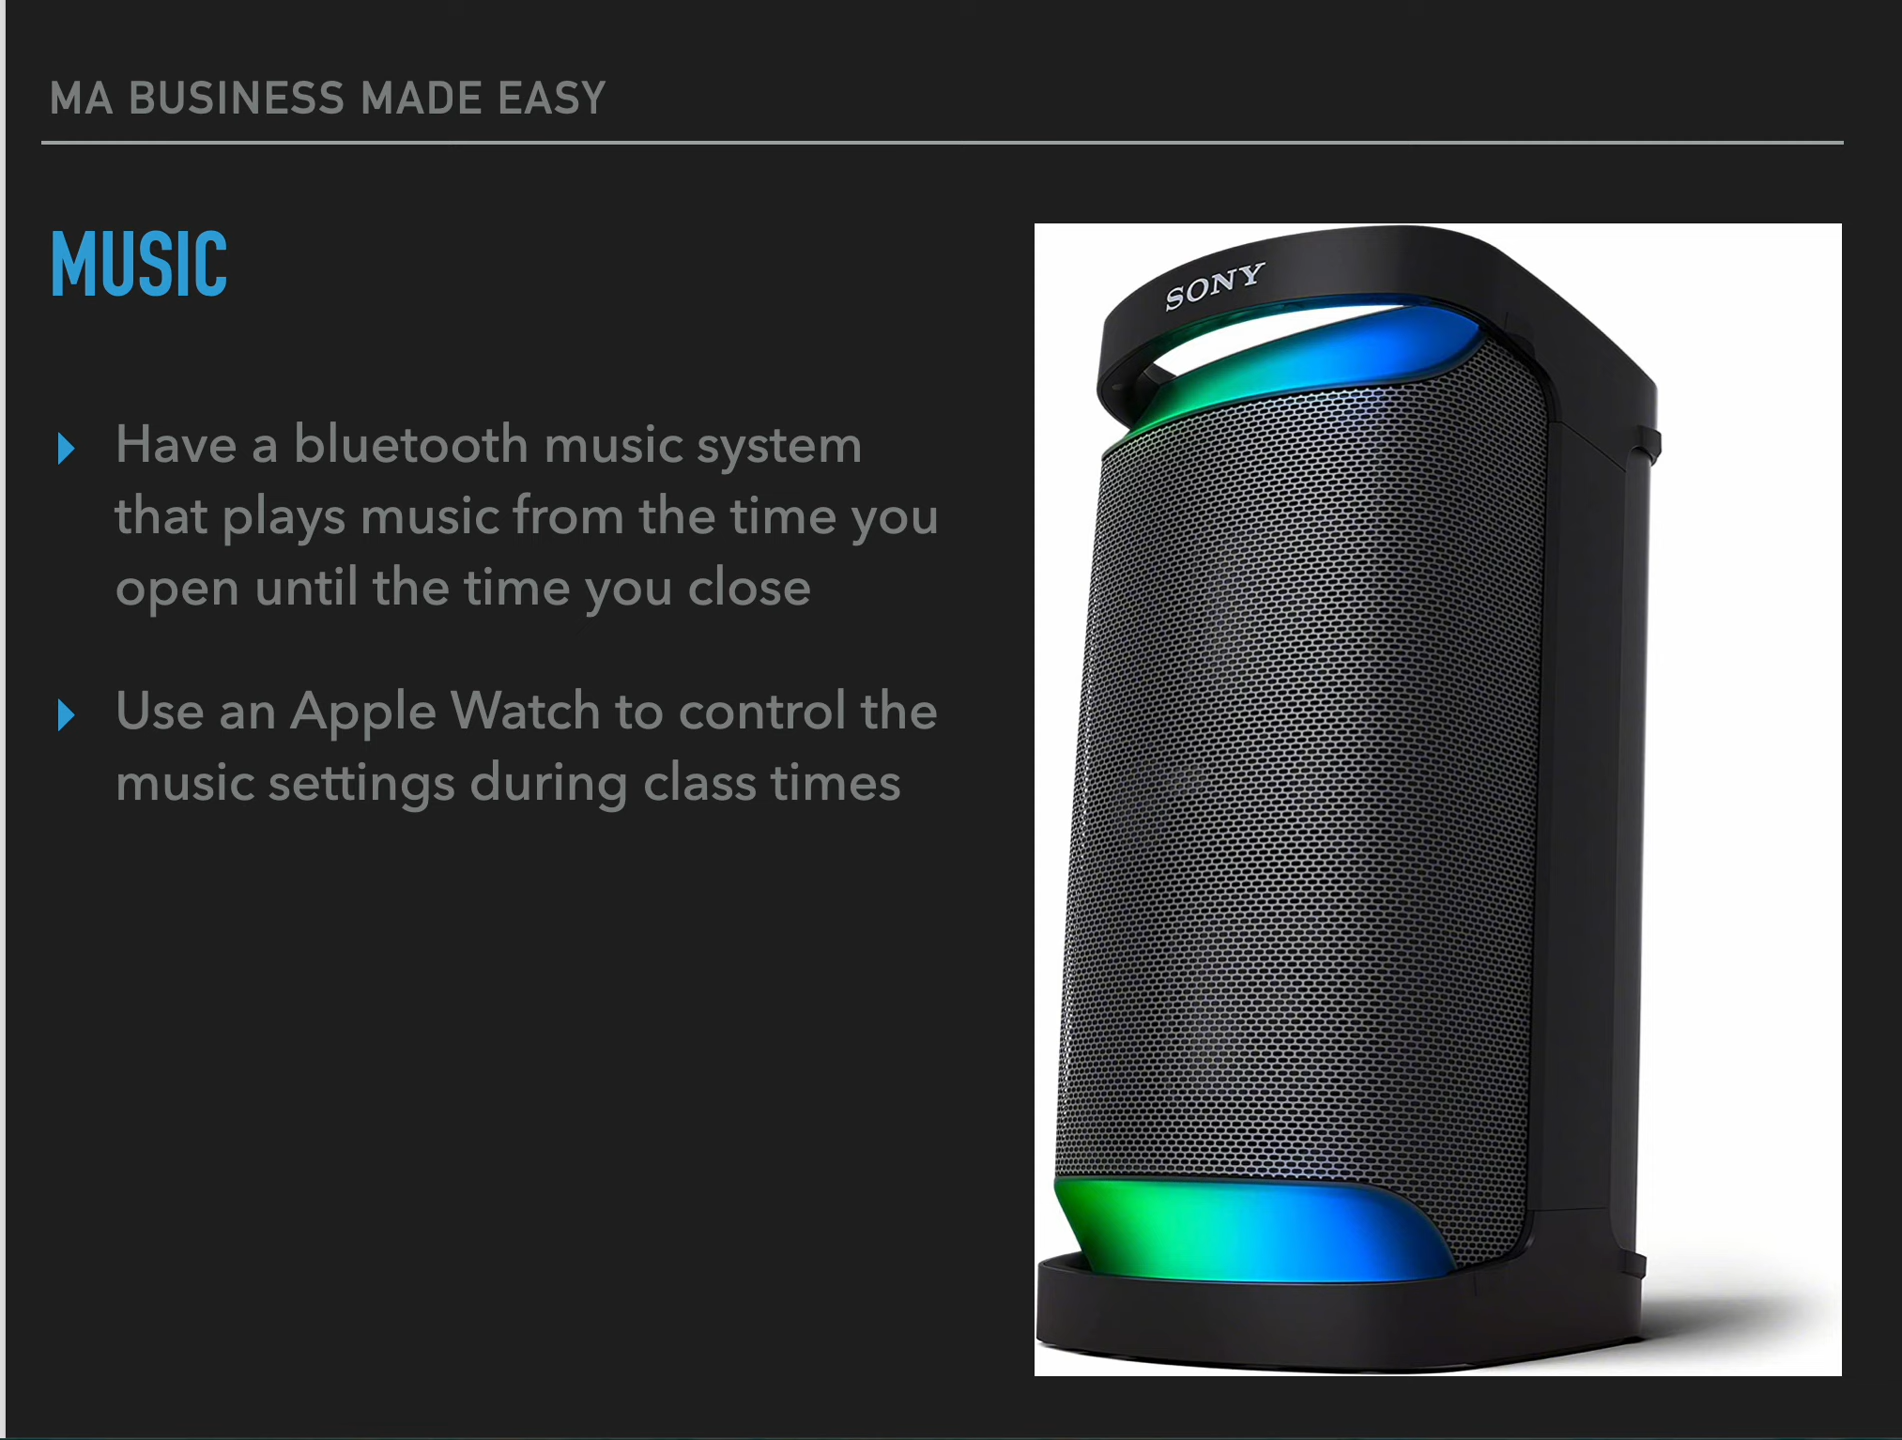 MA BUSINESS MADE EASY
MUSIC
Have a bluetooth music system
that plays music from the time you
open until the time you close
Use an Apple Watch to control the
music settings during class times
SONY